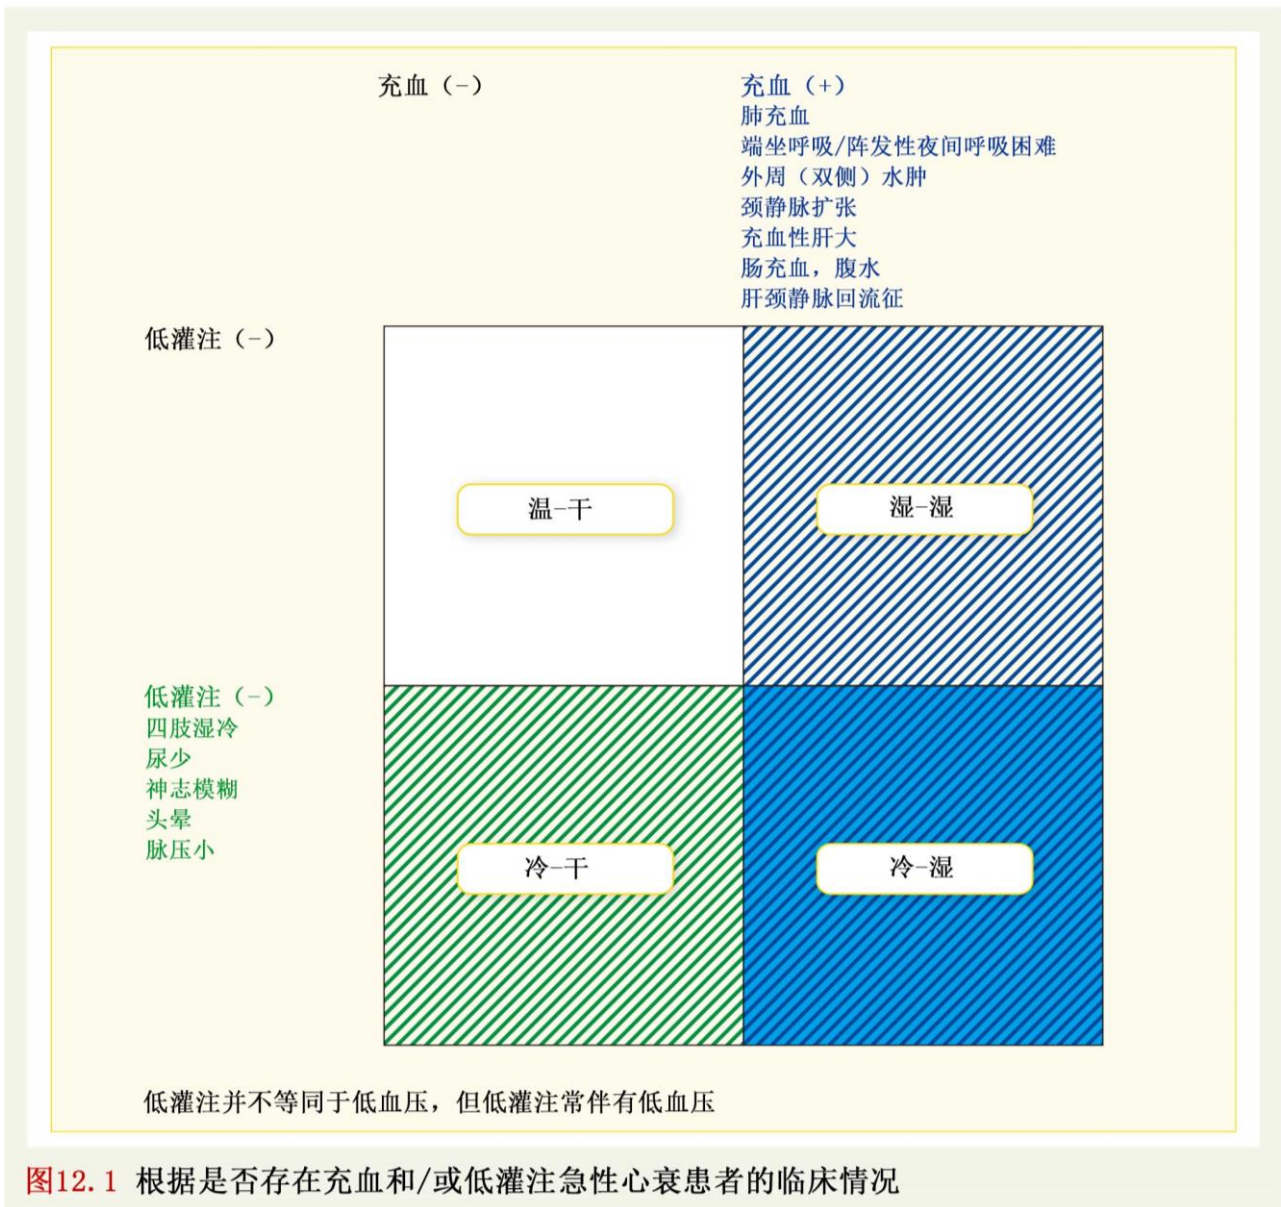 充血（-）
充血（+）
肺充血
端坐呼吸/阵发性夜间呼吸困难
外周（双侧）水肿
颈静脉扩张
充血性肝大
肠充血，腹水
肝颈静脉回流征
低灌注（-）
温-干
湿-湿
低灌注（-）
四肢湿冷
尿少
神志模糊
头晕
脉压小
冷-干
冷-湿
低灌注并不等同于低血压，但低灌注常伴有低血压
图12.1 根据是否存在充血和/或低灌注急性心衰患者的临床情况